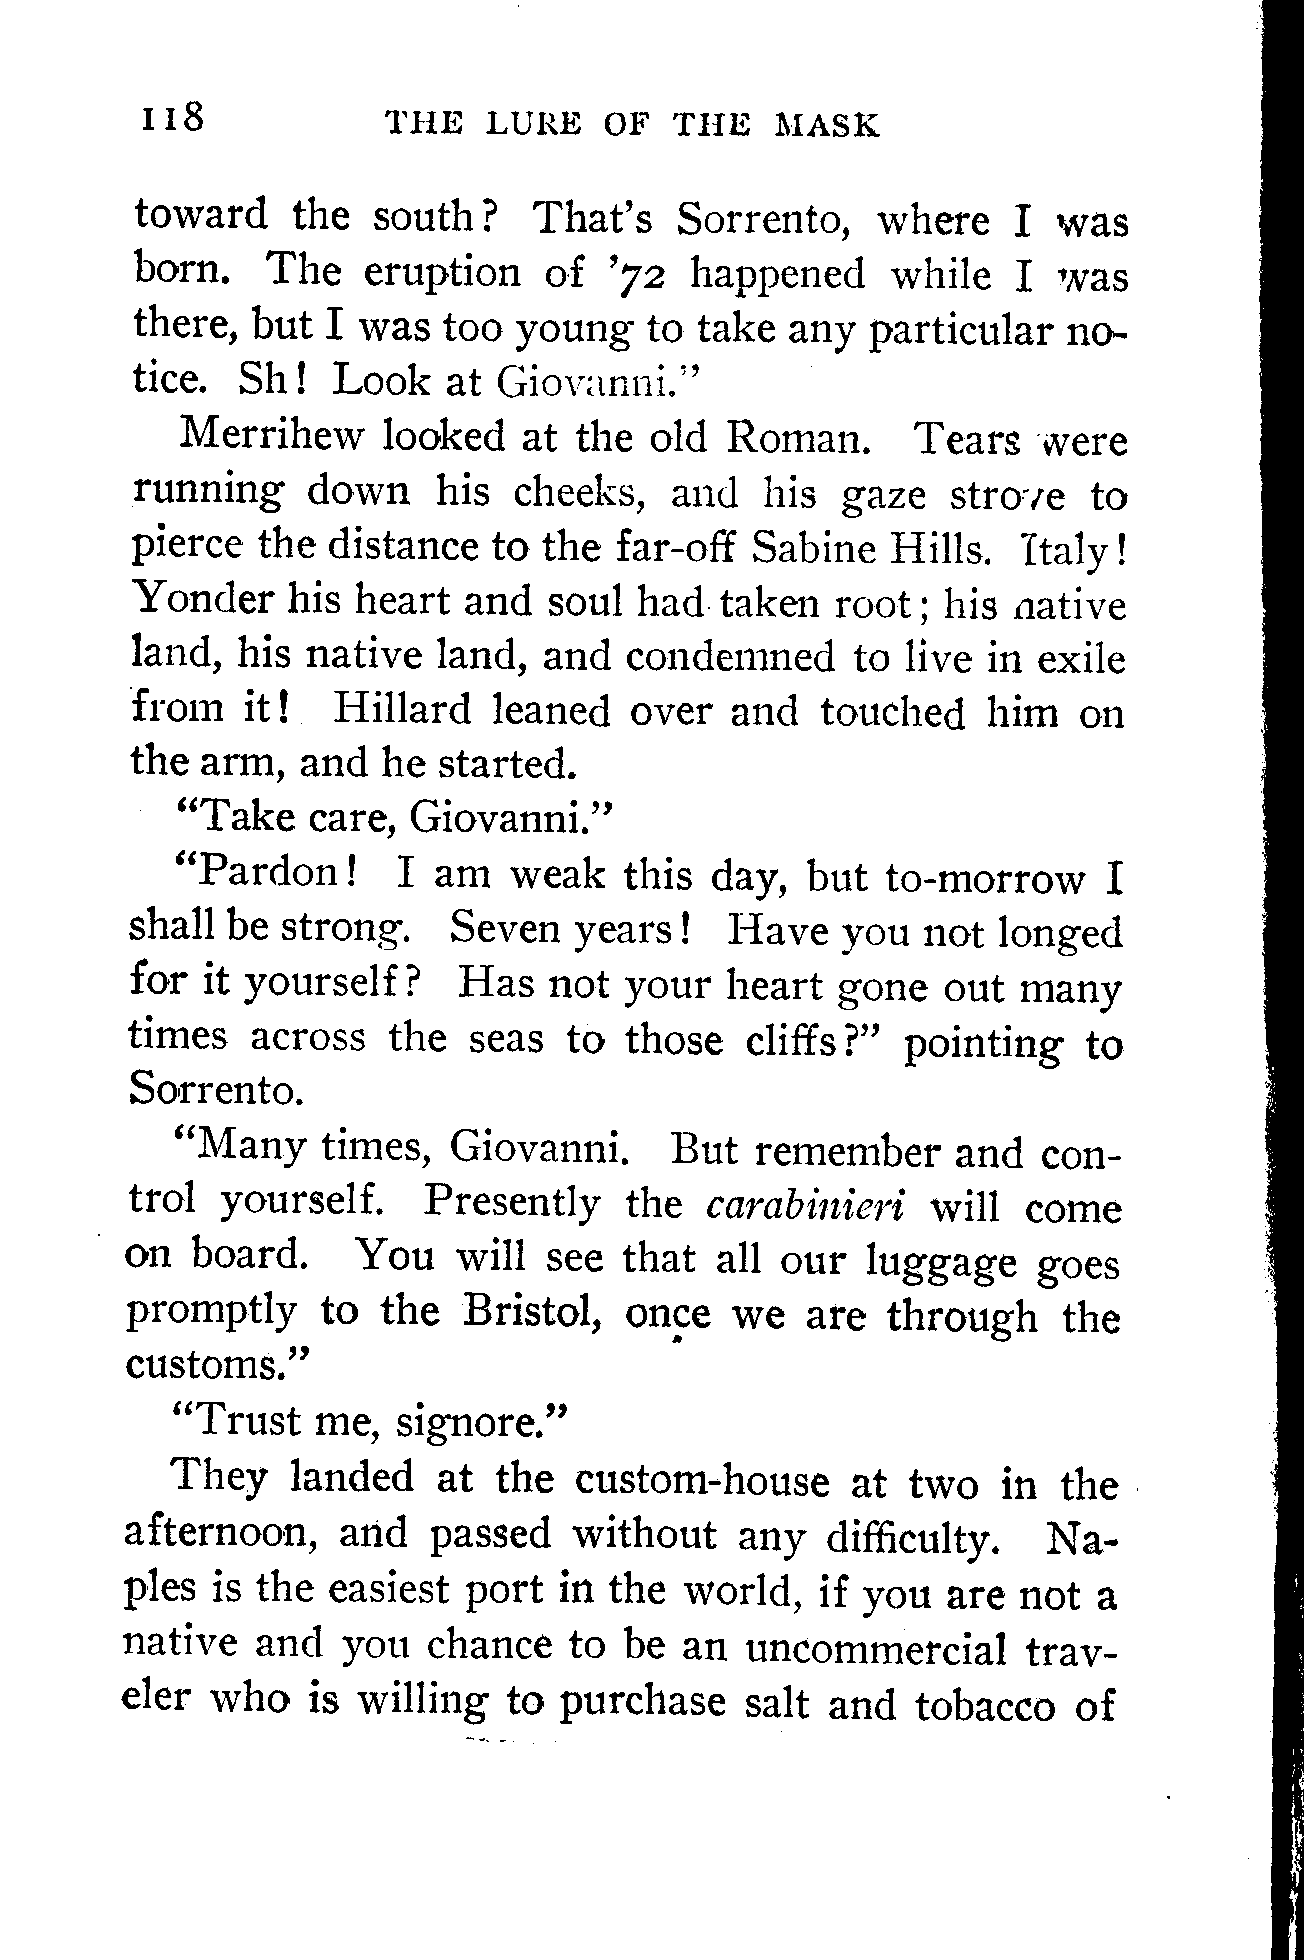 118 THE LURE OF THE MASK
toward the south? That's Sorrento, where I was
born. The eruption of '72 happened while I was
there, but I was too young to take any particular no-
tice. Sh! Look at Giovanni."
Merrihew looked at the old Roman. Tears were
running down his cheeks, and his gaze strove to
pierce the distance to the far-off Sabine Hills. Italy!
Yonder his heart and soul had taken root; his native
land, his native land, and condemned to live in exile
from it! Hillard leaned over and touched him on
the arm, and he started.
"Take care, Giovanni."
"Pardon! I am weak this day, but to-morrow I
shall be strong. Seven years! Have you not longed
for it yourself? Has not your heart gone out many
times across the seas to those cliffs?" pointing to
Sorrento.
"Many times, Giovanni. But remember and con-
trol yourself. Presently the carabinieri will come
on board. You will see that all our luggage goes
promptly to the Bristol, once we are through the
customs."
"Trust me, signore."
They landed at the custom-house at two in the
afternoon, and passed without any difficulty. Na-
ples is the easiest port in the world, if you are not a
native and you chance to be an uncommercial trav-
eler who is willing to purchase salt and tobacco of